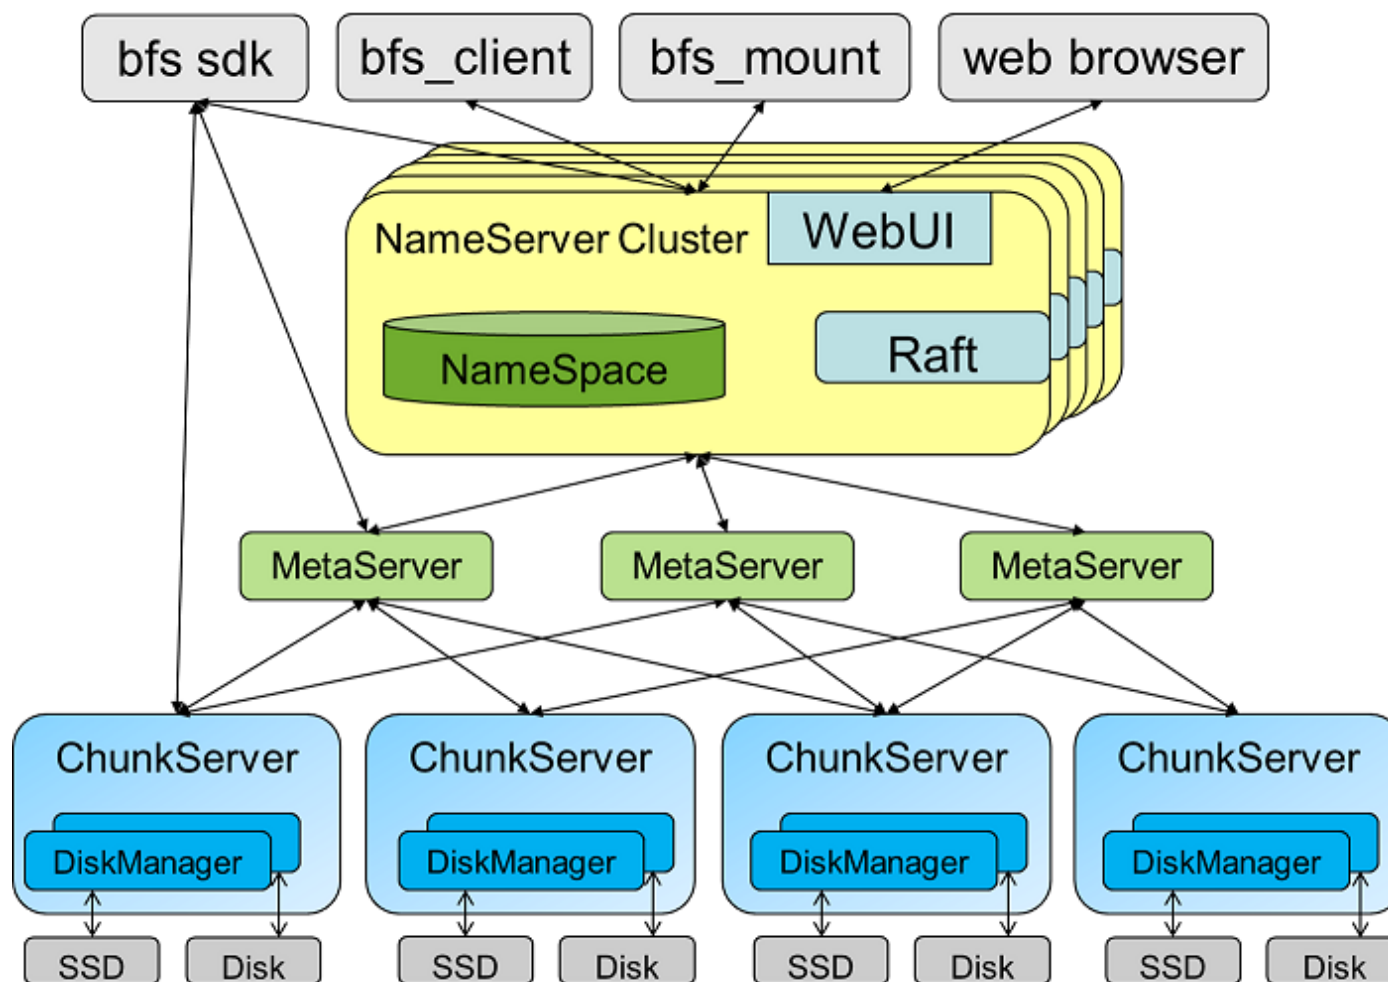 bfs sdk
bfs_client
bfs_mount
web browser
NameServer Cluster
WebUI
NameSpace
Raft
MetaServer
MetaServer
MetaServer
ChunkServer
ChunkServer
ChunkServer
ChunkServer
DiskManager
DiskManager
DiskManager
DiskManager
SSD
Disk
SSD
Disk
SSD
Disk
SSD
Disk